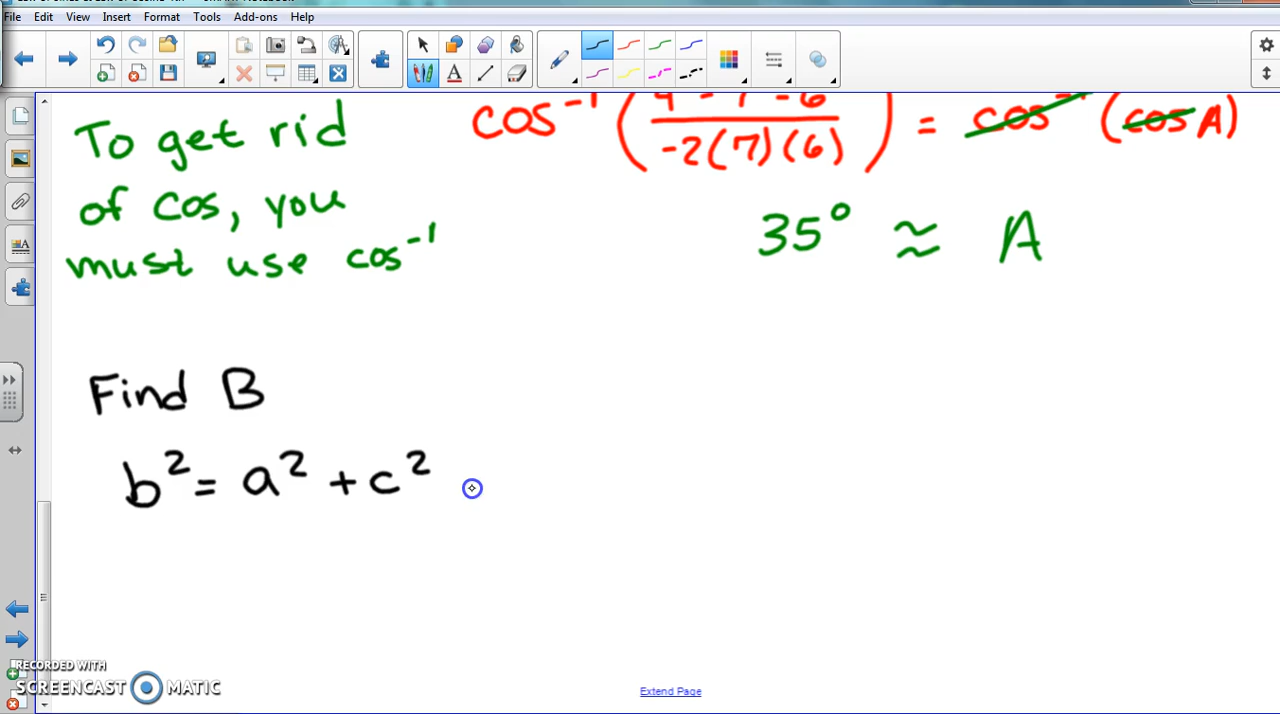 File Edit View Insert Format Tools Add-ons Help
To get rid
of cos, you
must use cos⁻¹
cos⁻¹ ( / -2(7)(6) ) = cos⁻¹ (cos A)
35° ≈ A
Find B
b² = a² + c²
RECORDED WITH
SCREENCAST MATIC
Extend Page